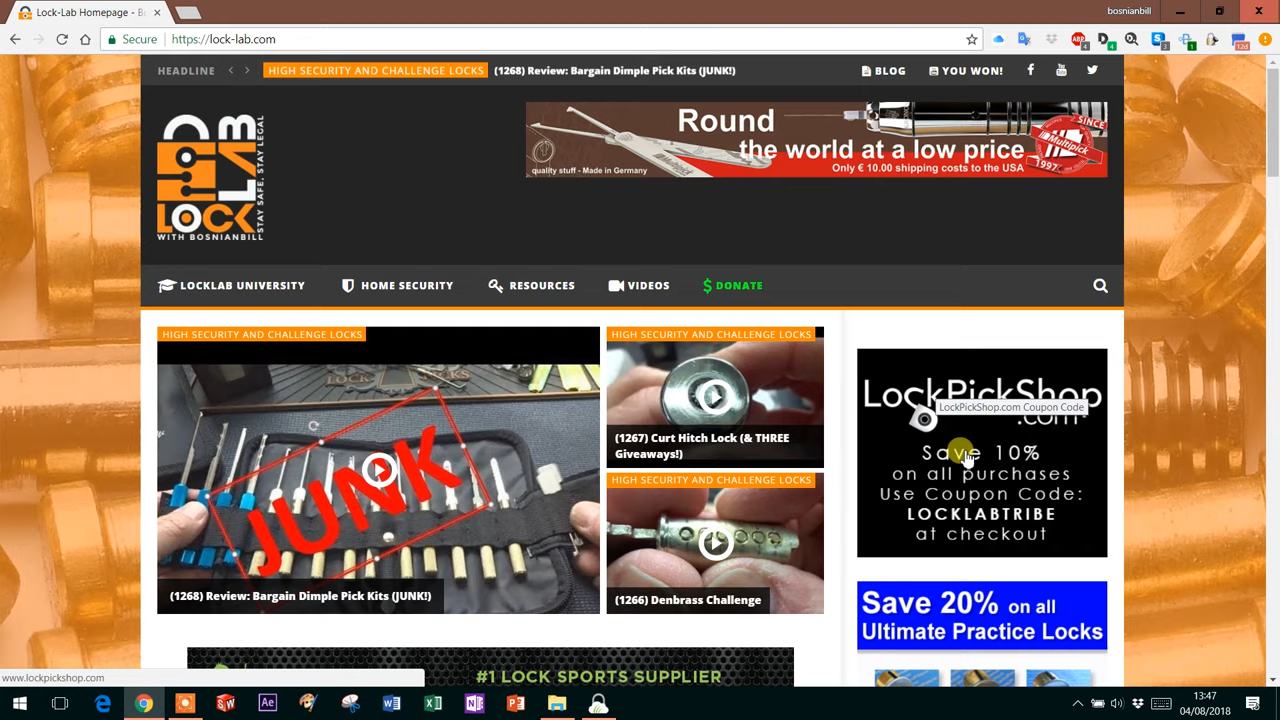 Lock-Lab Homepage - B
bosnianbill
Secure
https://lock-lab.com
4
4
3
1
12d
HEADLINE
HIGH SECURITY AND CHALLENGE LOCKS
(1268) Review: Bargain Dimple Pick Kits (JUNK!)
BLOG
YOU WON!
LOCK LAB
WITH BOSNIANBILL
STAY SAFE. STAY LEGAL
Round
the world at a low price
quality stuff - Made in Germany
Only € 10.00 shipping costs to the USA
SINCE
Multipick
1997
LOCKLAB UNIVERSITY
HOME SECURITY
RESOURCES
VIDEOS
$ DONATE
HIGH SECURITY AND CHALLENGE LOCKS
JUNK
(1268) Review: Bargain Dimple Pick Kits (JUNK!)
HIGH SECURITY AND CHALLENGE LOCKS
(1267) Curt Hitch Lock (& THREE
Giveaways!)
HIGH SECURITY AND CHALLENGE LOCKS
(1266) Denbrass Challenge
LockPickShop
.com
LockPickShop.com Coupon Code
Save 10%
on all purchases
Use Coupon Code:
LOCKLABTRIBE
at checkout
Save 20% on all
Ultimate Practice Locks
#1 LOCK SPORTS SUPPLIER
www.lockpickshop.com
13:47
04/08/2018